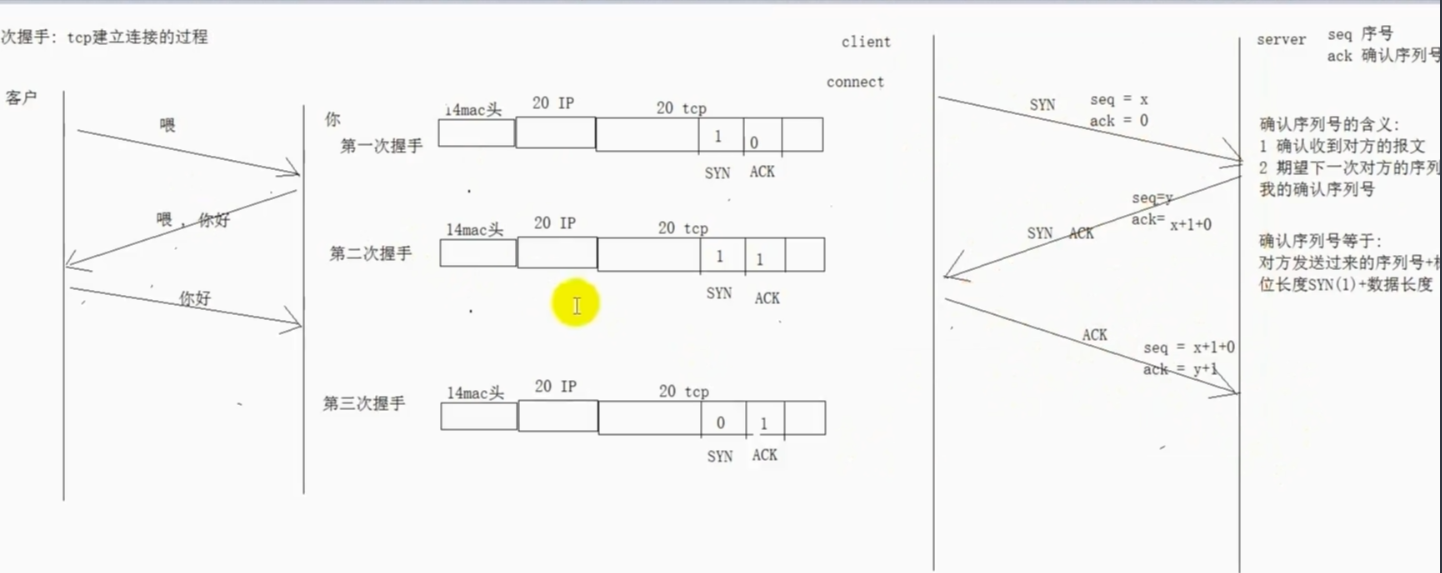 次握手: tcp建立连接的过程
客户
喂
喂 , 你好
你好
你
第一次握手
14mac头 20 IP 20 tcp
1 0
SYN ACK
第二次握手
14mac头 20 IP 20 tcp
1 1
SYN ACK
第三次握手
14mac头 20 IP 20 tcp
0 1
SYN ACK
client
connect
SYN
seq = x
ack = 0
seq=y
ack= x+1+0
SYN ACK
ACK
seq = x+1+0
ack = y+1
server
seq 序号
ack 确认序列号
确认序列号的含义:
1 确认收到对方的报文
2 期望下一次对方的序列
我的确认序列号
确认序列号等于:
对方发送过来的序列号+
位长度SYN(1)+数据长度